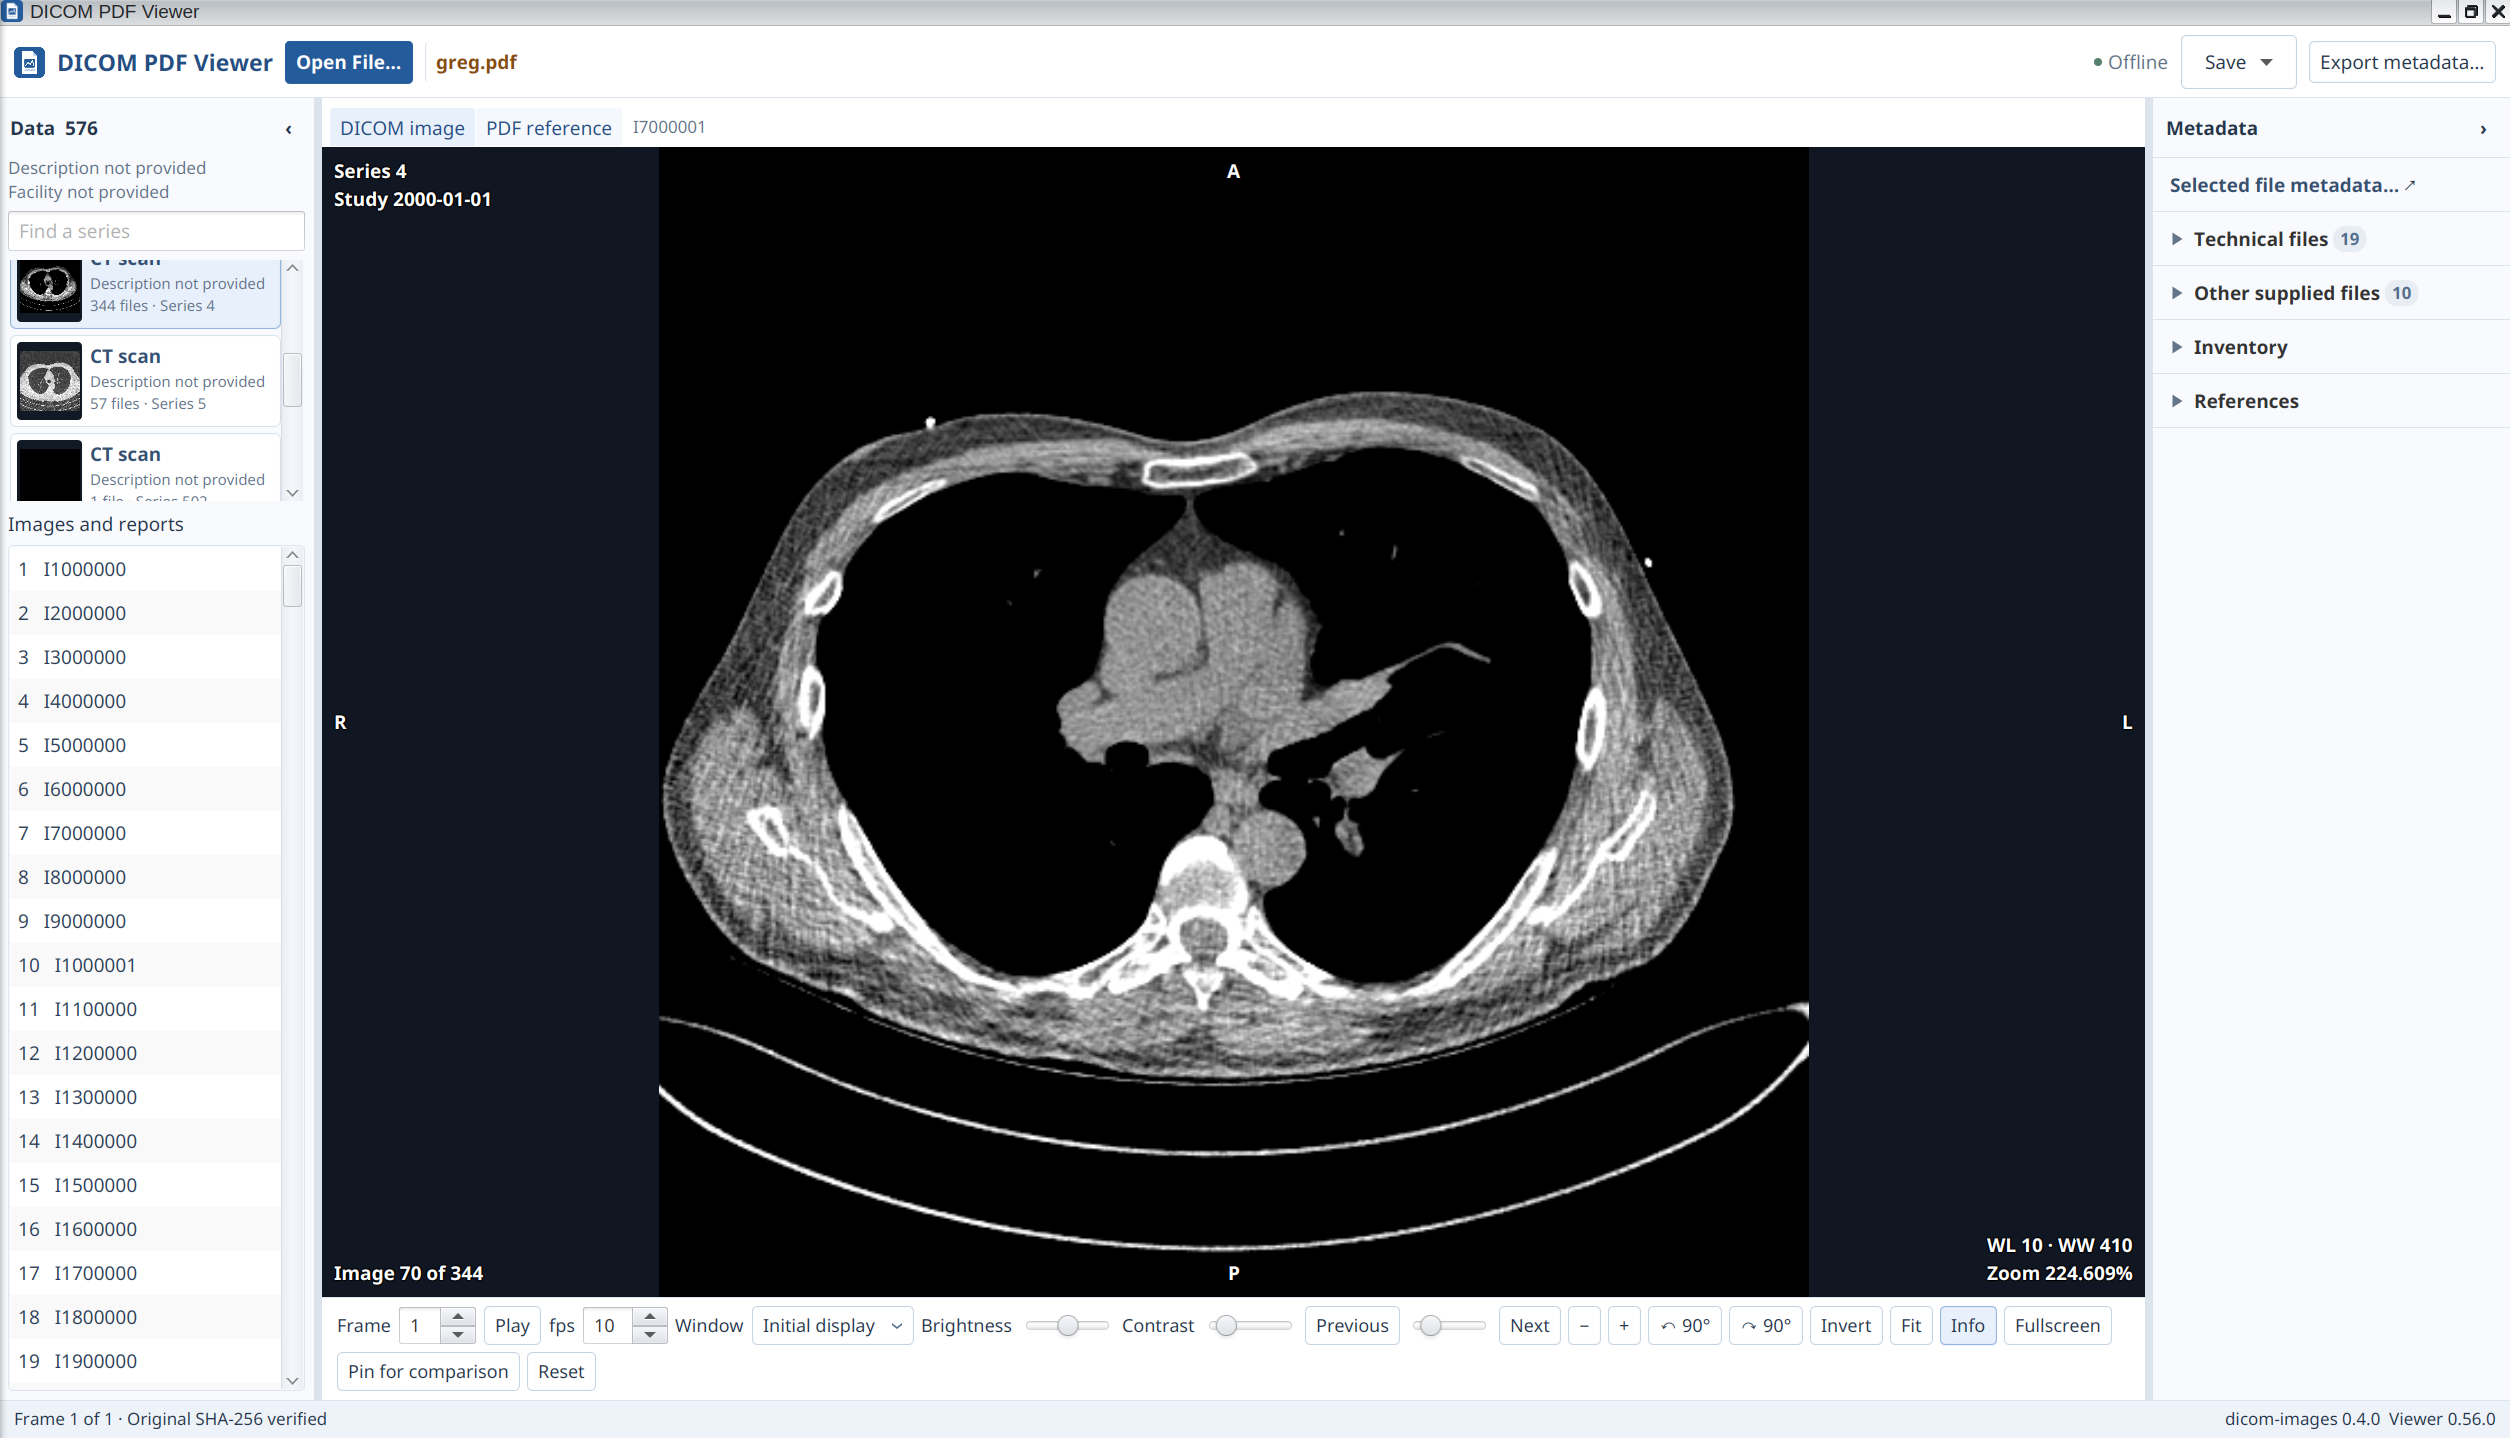 DICOM PDF Viewer
DICOM PDF Viewer
Open File...
greg.pdf
Offline
Save
Export metadata...
Data 576
Description not provided
Facility not provided
Find a series
CT scan
Description not provided
344 files · Series 4
CT scan
Description not provided
57 files · Series 5
CT scan
Description not provided
1 file · Series 502
Images and reports
1 I1000000
2 I2000000
3 I3000000
4 I4000000
5 I5000000
6 I6000000
7 I7000000
8 I8000000
9 I9000000
10 I1000001
11 I1100000
12 I1200000
13 I1300000
14 I1400000
15 I1500000
16 I1600000
17 I1700000
18 I1800000
19 I1900000
DICOM image
PDF reference
I7000001
Series 4
Study 2000-01-01
A
R
L
P
Image 70 of 344
WL 10 · WW 410
Zoom 224.609%
Frame 1 Play fps 10 Window Initial display Brightness Contrast Previous Next − + ↶ 90° ↷ 90° Invert Fit Info Fullscreen
Pin for comparison Reset
Metadata
Selected file metadata... ↗
Technical files 19
Other supplied files 10
Inventory
References
Frame 1 of 1 · Original SHA-256 verified
dicom-images 0.4.0 Viewer 0.56.0